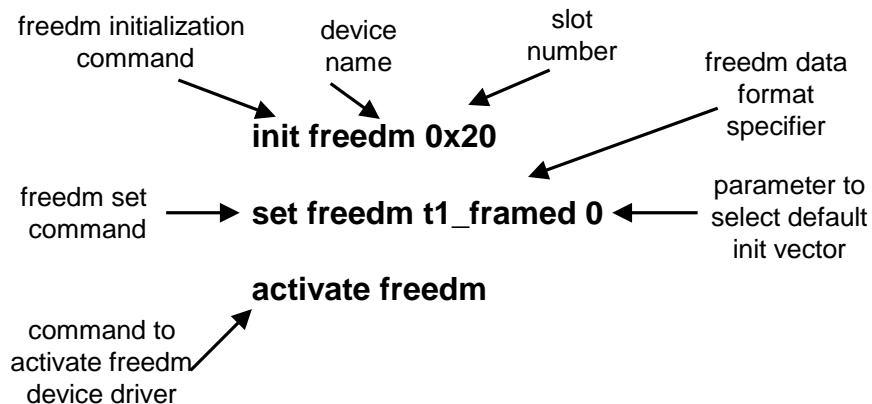 freedm initialization
command
device
name
slot
number
freedm data
format
specifier
init freedm 0x20
freedm set
command
set freedm t1_framed 0
parameter to
select default
init vector
activate freedm
command to
activate freedm
device driver